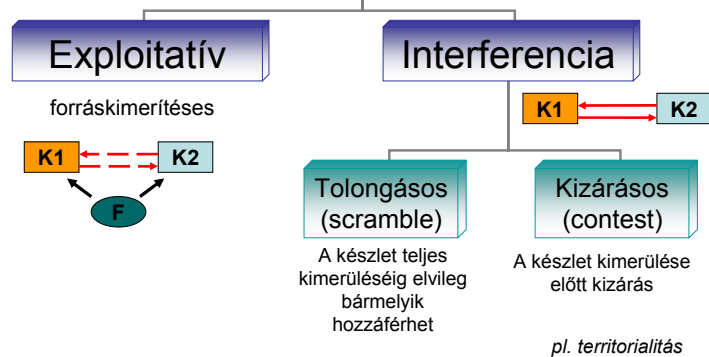 Exploitatív
forráskimerítéses
K1
K2
F
Interferencia
K1
K2
Tolongásos
(scramble)
A készlet teljes
kimerüléséig elvileg
bármelyik
hozzáférhet
Kizárásos
(contest)
A készlet kimerülése
előtt kizárás
pl. territorialitás